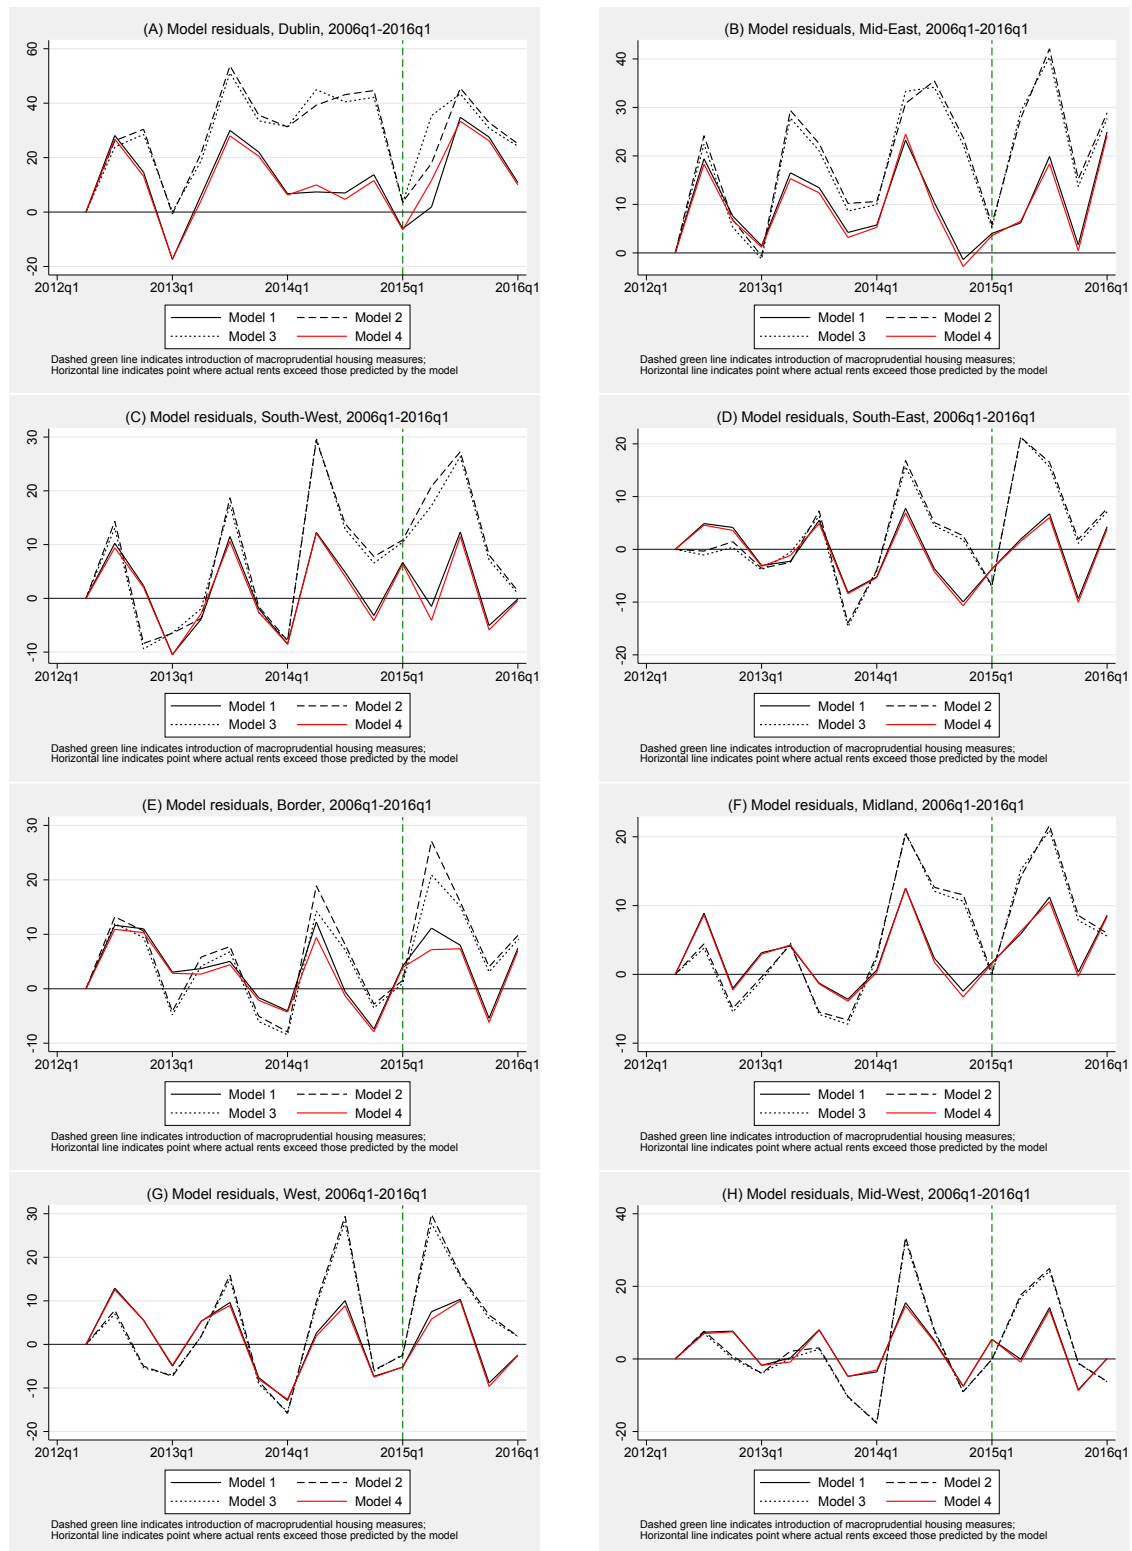 (A) Model residuals, Dublin, 2006q1-2016q1
60
40
20
0
-20
2012q1 2013q1 2014q1 2015q1 2016q1
Model 1 Model 2
Model 3 Model 4
Dashed green line indicates introduction of macroprudential housing measures;
Horizontal line indicates point where actual rents exceed those predicted by the model
(B) Model residuals, Mid-East, 2006q1-2016q1
40
30
20
10
0
2012q1 2013q1 2014q1 2015q1 2016q1
Model 1 Model 2
Model 3 Model 4
Dashed green line indicates introduction of macroprudential housing measures;
Horizontal line indicates point where actual rents exceed those predicted by the model
(C) Model residuals, South-West, 2006q1-2016q1
30
20
10
0
-10
2012q1 2013q1 2014q1 2015q1 2016q1
Model 1 Model 2
Model 3 Model 4
Dashed green line indicates introduction of macroprudential housing measures;
Horizontal line indicates point where actual rents exceed those predicted by the model
(D) Model residuals, South-East, 2006q1-2016q1
20
10
0
-10
-20
2012q1 2013q1 2014q1 2015q1 2016q1
Model 1 Model 2
Model 3 Model 4
Dashed green line indicates introduction of macroprudential housing measures;
Horizontal line indicates point where actual rents exceed those predicted by the model
(E) Model residuals, Border, 2006q1-2016q1
30
20
10
0
-10
2012q1 2013q1 2014q1 2015q1 2016q1
Model 1 Model 2
Model 3 Model 4
Dashed green line indicates introduction of macroprudential housing measures;
Horizontal line indicates point where actual rents exceed those predicted by the model
(F) Model residuals, Midland, 2006q1-2016q1
20
10
0
-10
2012q1 2013q1 2014q1 2015q1 2016q1
Model 1 Model 2
Model 3 Model 4
Dashed green line indicates introduction of macroprudential housing measures;
Horizontal line indicates point where actual rents exceed those predicted by the model
(G) Model residuals, West, 2006q1-2016q1
30
20
10
0
-10
-20
2012q1 2013q1 2014q1 2015q1 2016q1
Model 1 Model 2
Model 3 Model 4
Dashed green line indicates introduction of macroprudential housing measures;
Horizontal line indicates point where actual rents exceed those predicted by the model
(H) Model residuals, Mid-West, 2006q1-2016q1
40
20
0
-20
2012q1 2013q1 2014q1 2015q1 2016q1
Model 1 Model 2
Model 3 Model 4
Dashed green line indicates introduction of macroprudential housing measures;
Horizontal line indicates point where actual rents exceed those predicted by the model